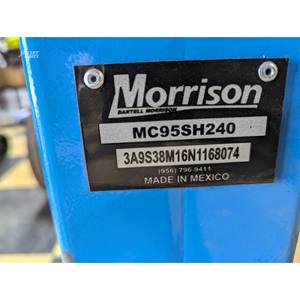 Morrison
BARTELL MORRISON
MC95SH240
3A9S38M16N1168074
(956) 796-9411
MADE IN MEXICO